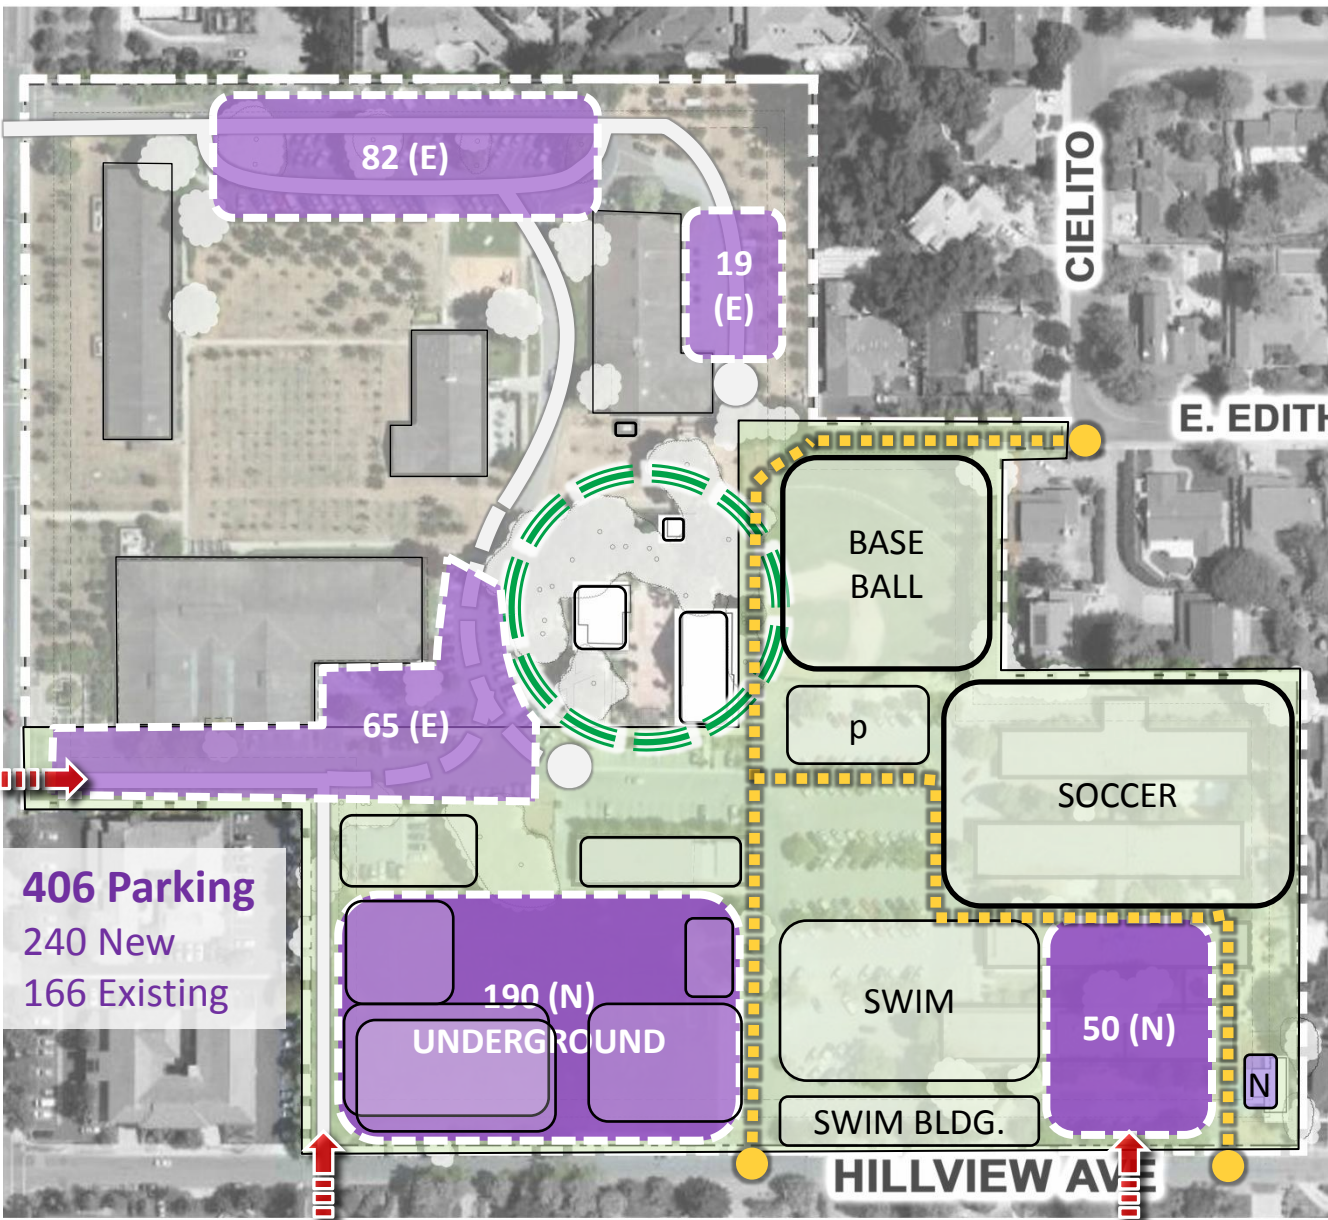 82 (E)
CIELITO
19
(E)
E. EDITH
BASE
BALL
p
65 (E)
SOCCER
406 Parking
240 New
166 Existing
190 (N)
UNDERGROUND
SWIM
50 (N)
N
SWIM BLDG.
HILLVIEW AVE